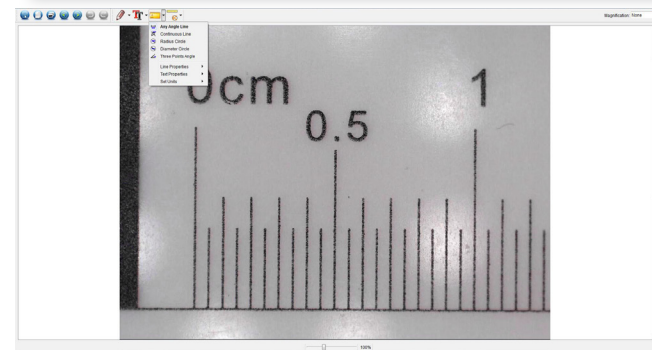 Magnification: None
Any Angle Line
Continuous Line
Radius Circle
Diameter Circle
Three Points Angle
Line Properties
Text Properties
Set Units
0cm
0.5
1
100%